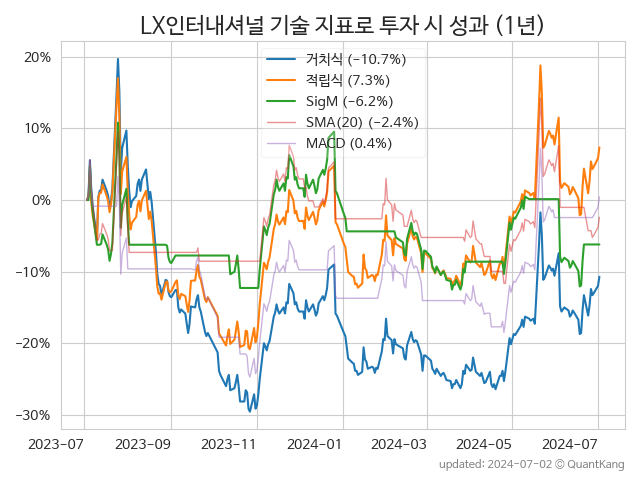 LX인터내셔널 기술 지표로 투자 시 성과 (1년)
20%
10%
0%
−10%
−20%
−30%
거치식 (−10.7%)
적립식 (7.3%)
SigM (−6.2%)
SMA(20) (−2.4%)
MACD (0.4%)
2023-07 2023-09 2023-11 2024-01 2024-03 2024-05 2024-07
updated: 2024-07-02 © QuantKang